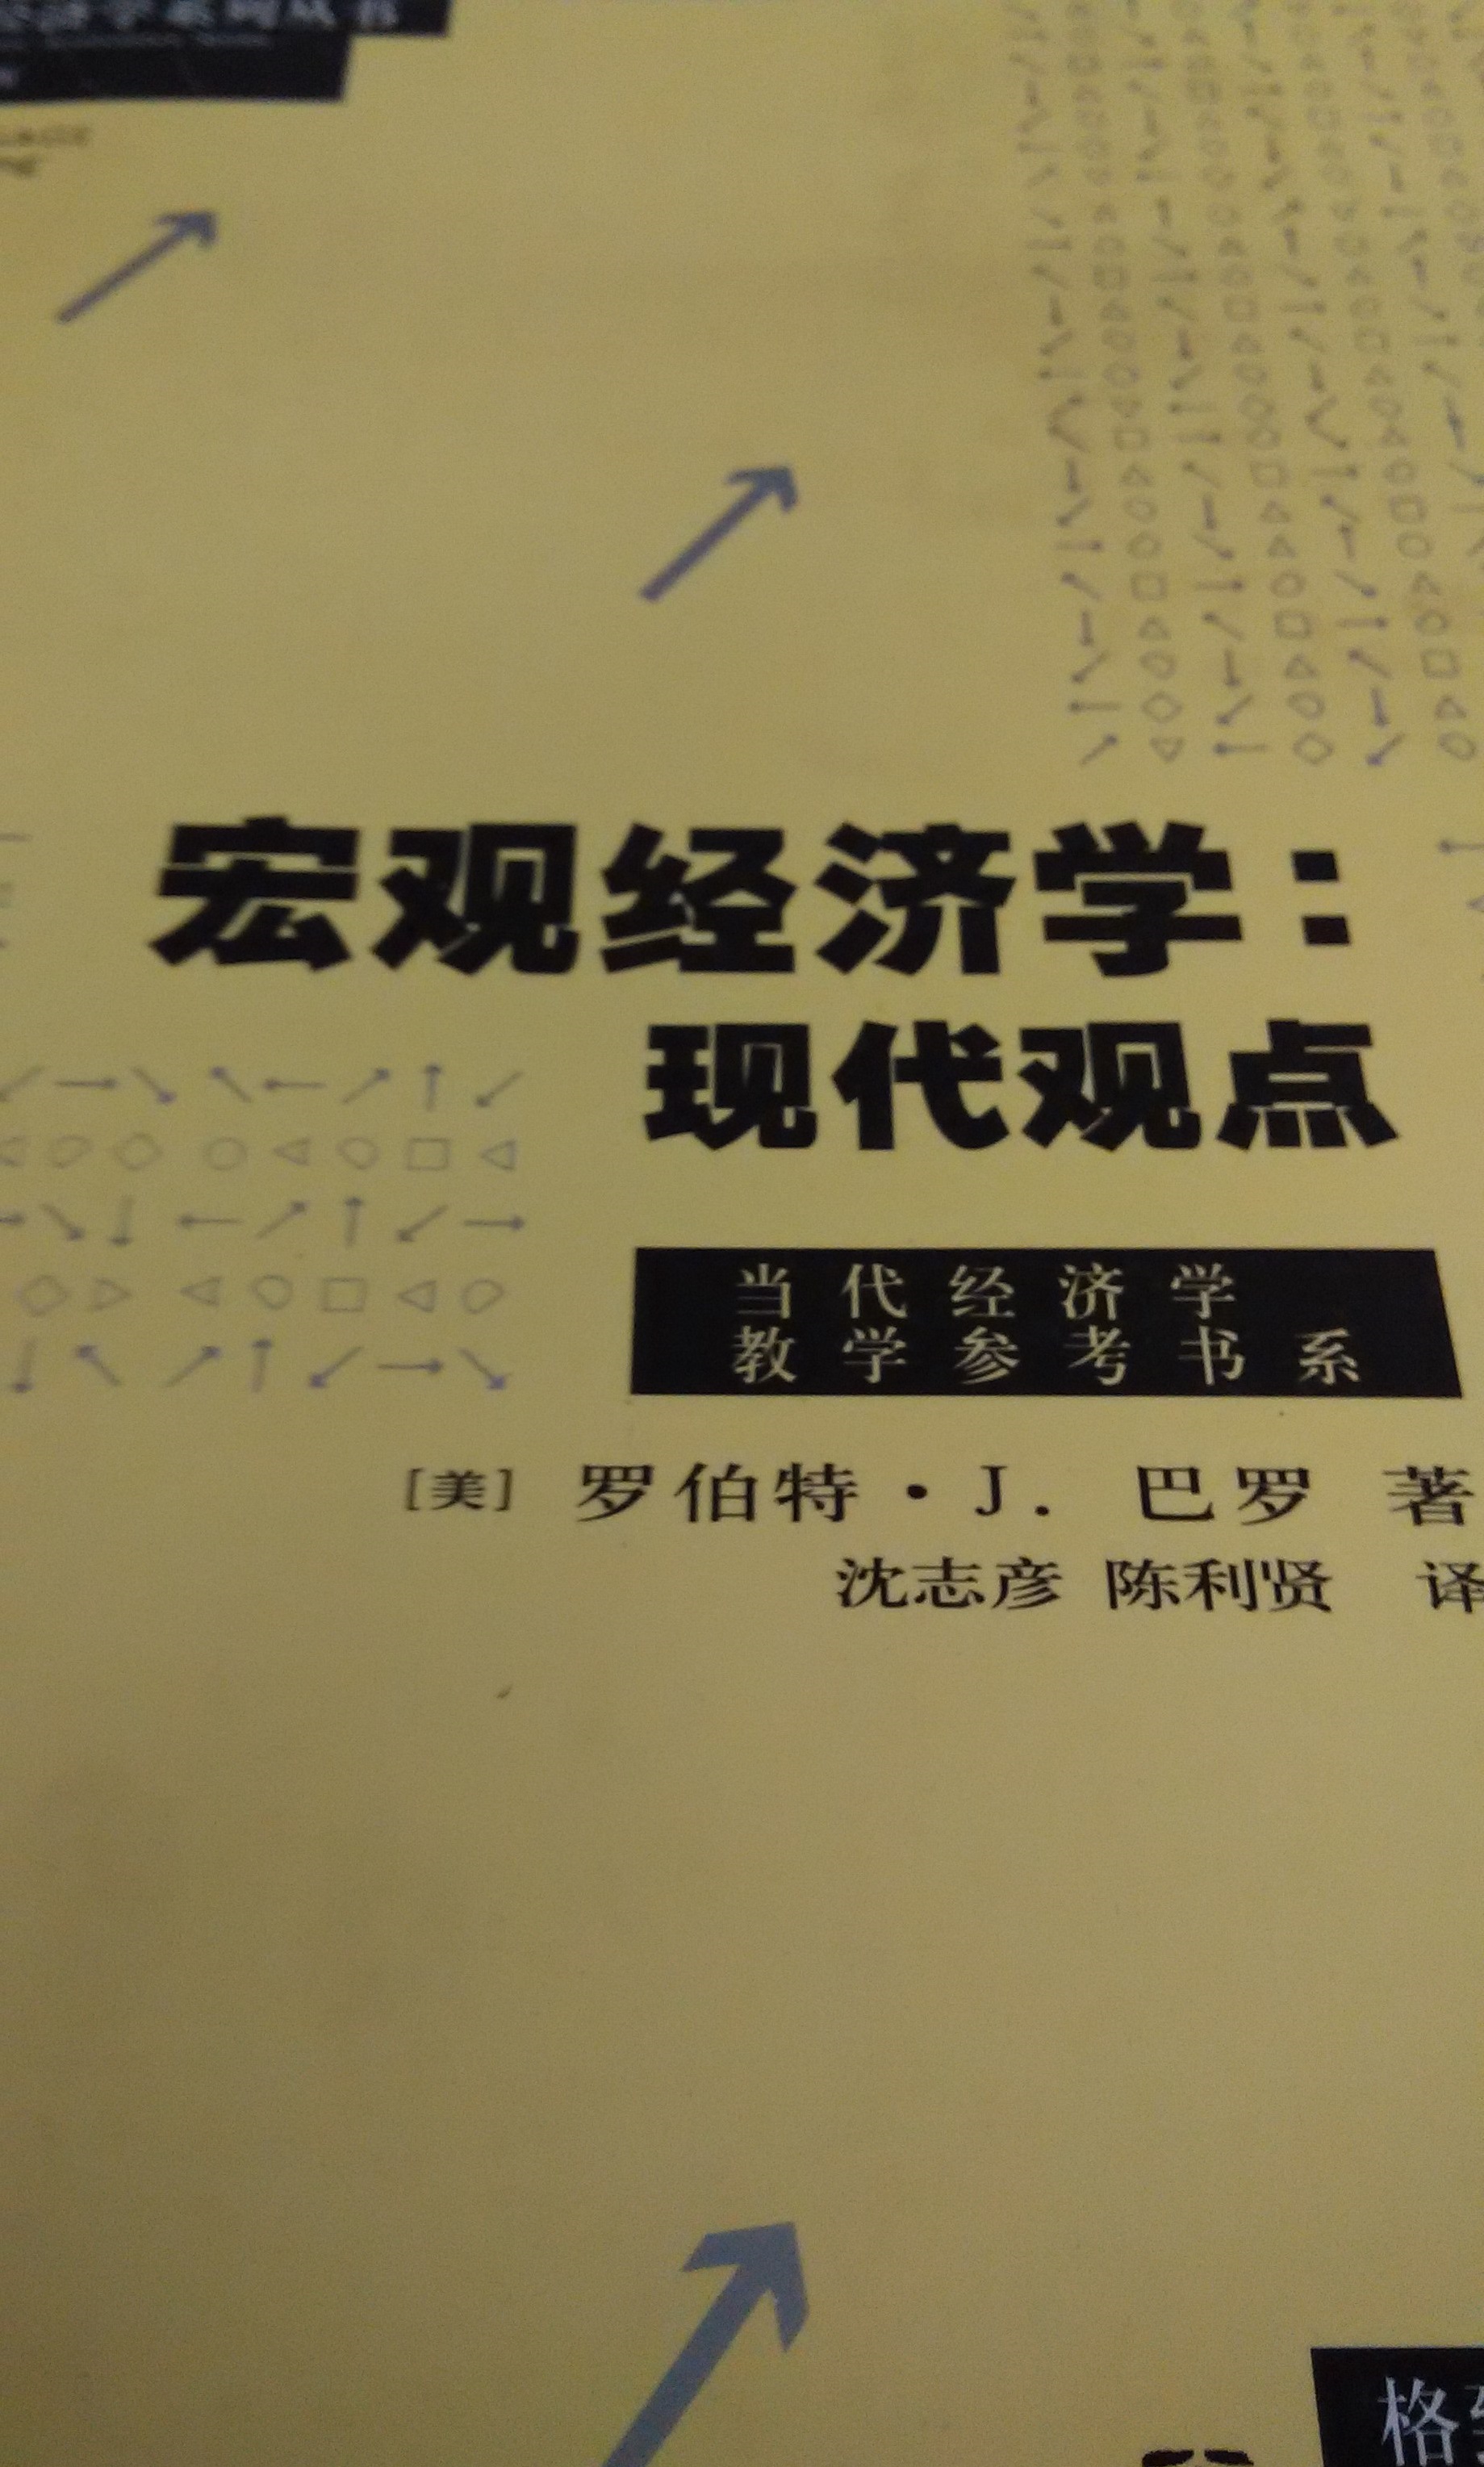 经济学系列丛书
宏观经济学:
现代观点
当代经济学
教学参考书系
[美] 罗伯特·J. 巴罗 著
沈志彦 陈利贤 译
格